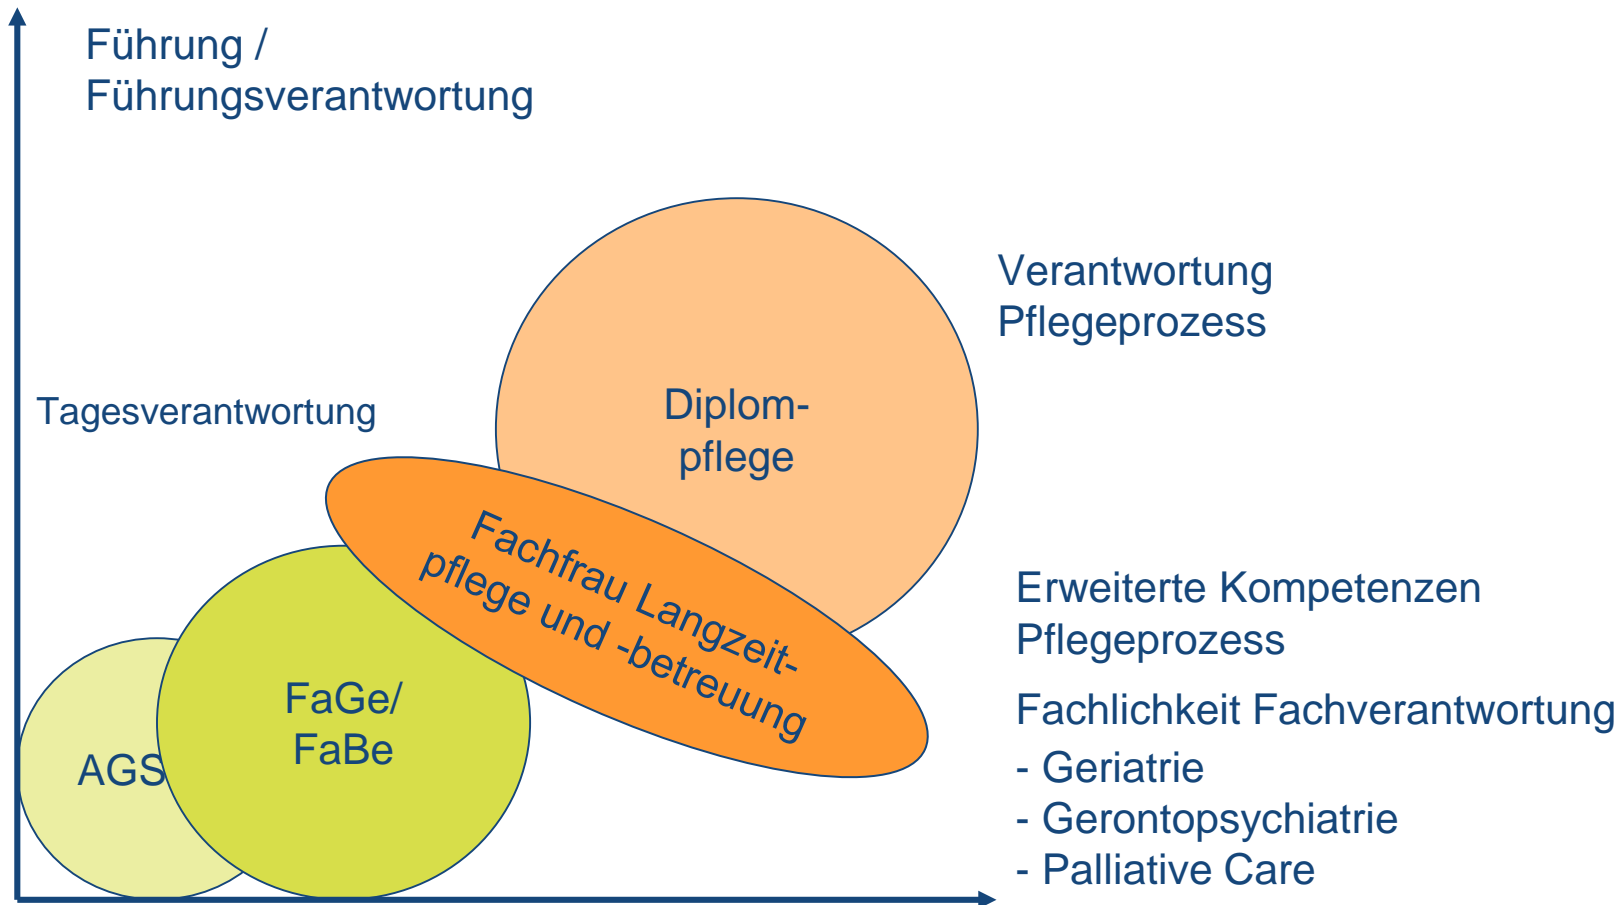 Führung /
Führungsverantwortung
Verantwortung
Pflegeprozess
Tagesverantwortung
Diplom-
pflege
Fachfrau Langzeit-
pflege und -betreuung
FaGe/
FaBe
AGS
Erweiterte Kompetenzen
Pflegeprozess
Fachlichkeit Fachverantwortung
- Geriatrie
- Gerontopsychiatrie
- Palliative Care